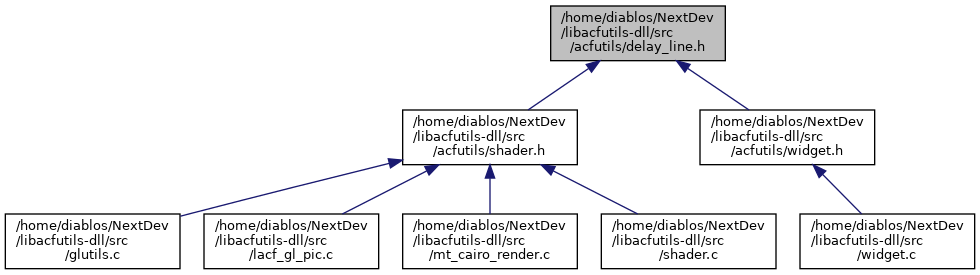 /home/diablos/NextDev
/libacfutils-dll/src
/acfutils/delay_line.h
/home/diablos/NextDev
/libacfutils-dll/src
/acfutils/shader.h
/home/diablos/NextDev
/libacfutils-dll/src
/acfutils/widget.h
/home/diablos/NextDev
/libacfutils-dll/src
/glutils.c
/home/diablos/NextDev
/libacfutils-dll/src
/lacf_gl_pic.c
/home/diablos/NextDev
/libacfutils-dll/src
/mt_cairo_render.c
/home/diablos/NextDev
/libacfutils-dll/src
/shader.c
/home/diablos/NextDev
/libacfutils-dll/src
/widget.c